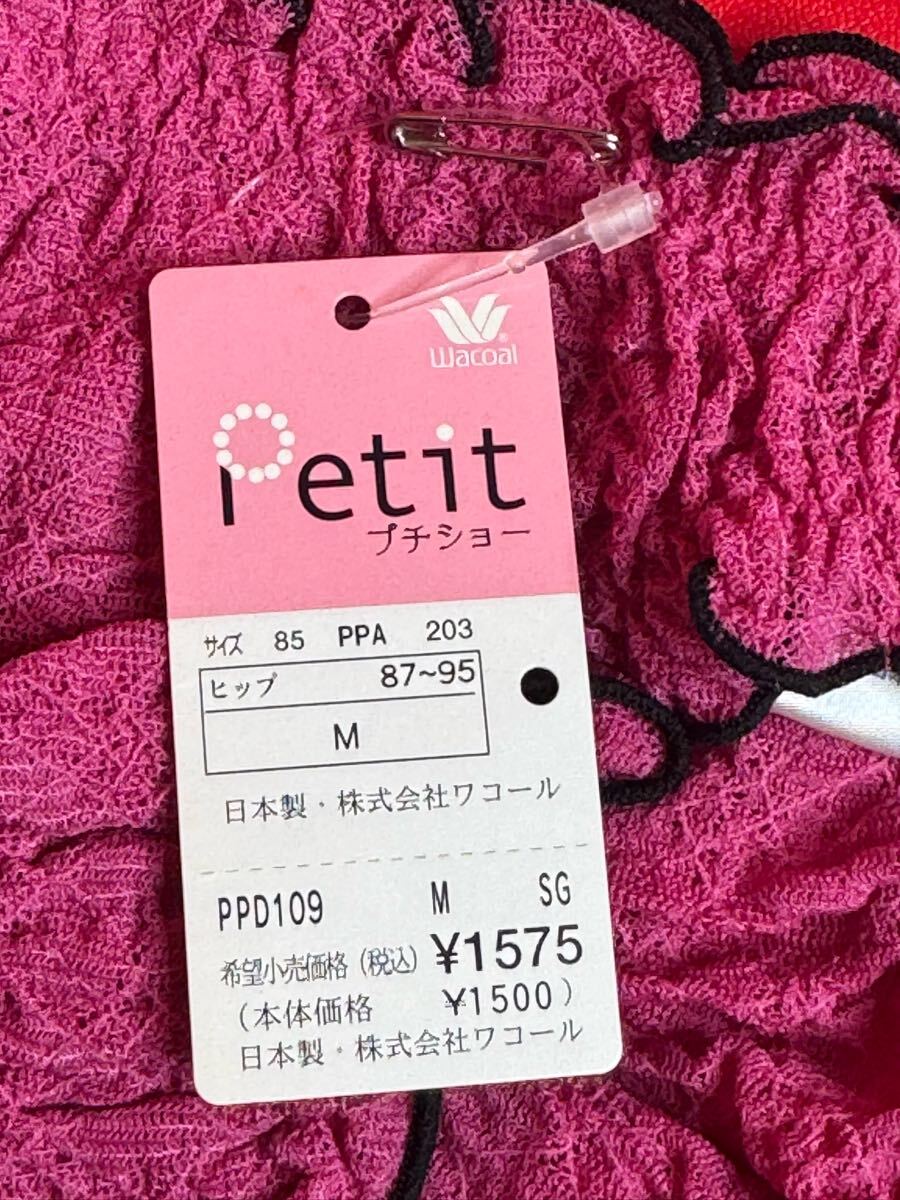 Wacoal®
Petit
プチショー
サイズ 85 PPA 203
ヒップ 87~95
M
日本製・株式会社ワコール
PPD109 M SG
希望小売価格(税込) ¥1575
(本体価格 ¥1500)
日本製・株式会社ワコール